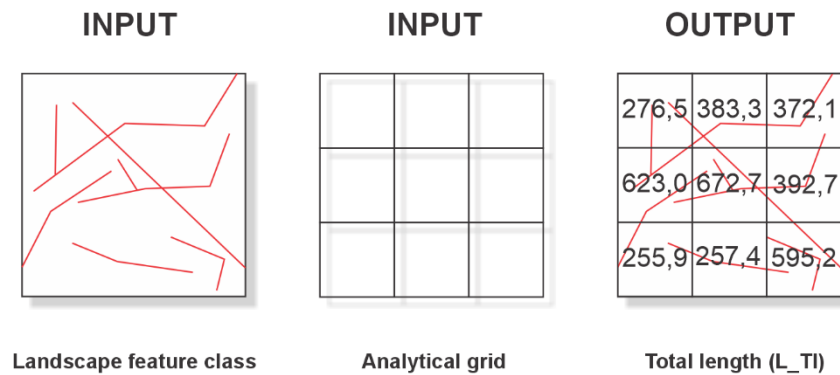 INPUT INPUT OUTPUT
276,5 383,3 372,1
623,0 672,7 392,7
255,9 257,4 595,2
Landscape feature class Analytical grid Total length (L_TI)